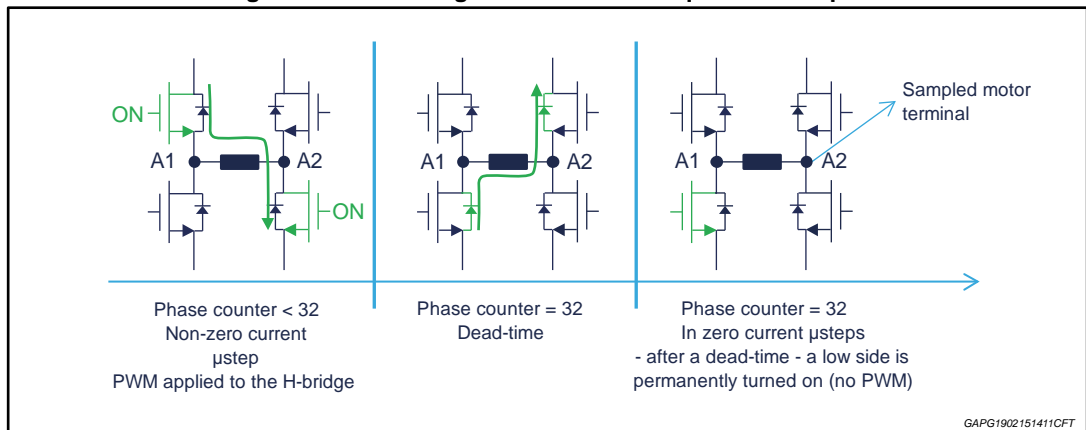 ON
A1
A2
ON
A1
A2
A1
A2
Sampled motor
terminal
Phase counter < 32
Non-zero current
µstep
PWM applied to the H-bridge
Phase counter = 32
Dead-time
Phase counter = 32
In zero current µsteps
- after a dead-time - a low side is
permanently turned on (no PWM)
GAPG1902151411CFT